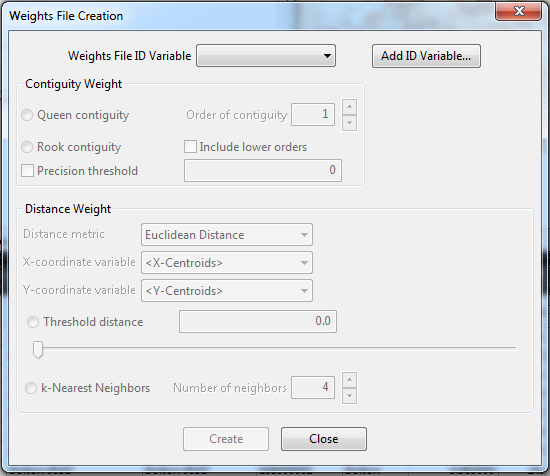 Weights File Creation
Weights File ID Variable Add ID Variable...
Contiguity Weight
Queen contiguity Order of contiguity 1
Rook contiguity Include lower orders
Precision threshold 0
Distance Weight
Distance metric Euclidean Distance
X-coordinate variable <X-Centroids>
Y-coordinate variable <Y-Centroids>
Threshold distance 0.0
k-Nearest Neighbors Number of neighbors 4
Create Close